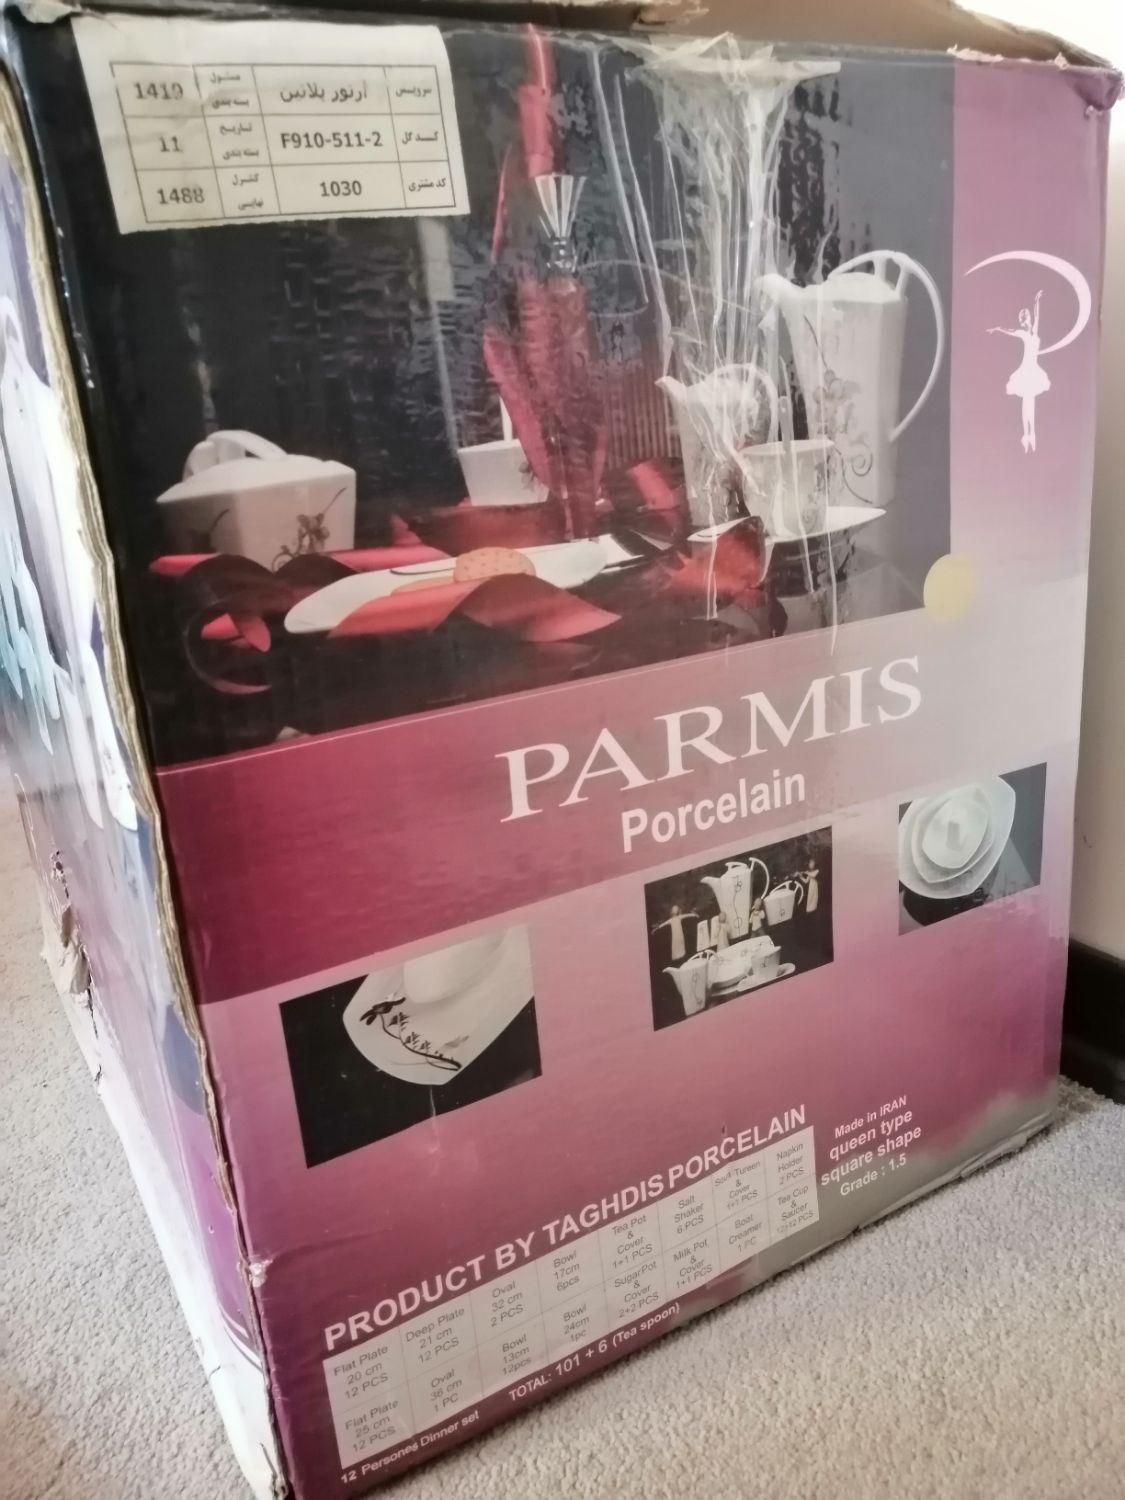 سرویس آرتور پلاتین مسئول بسته بندی 1419
کد گل F910-511-2 تاریخ بسته بندی 11
کد مشتری 1030 کنترل نهایی 1488
PARMIS
Porcelain
Made in IRAN
queen type
square shape
Grade : 1.5
PRODUCT BY TAGHDIS PORCELAIN
Flat Plate 20 cm 12 PCS
Deep Plate 21 cm 12 PCS
Oval 32 cm 2 PCS
Bowl 17cm 6pcs
Tea Pot & Cover 1+1 PCS
Salt Shaker 6 PCS
Tureen & Cover 1+1 PCS
Napkin Holder 2 PCS
Flat Plate 25 cm 12 PCS
Oval 36 cm 1 PC
Bowl 13cm 12pcs
Bowl 24cm 1pc
Sugar Pot & Cover 2+2 PCS
Milk Pot & Cover 1+1 PCS
Boat Creamer 1 PC
Tea Cup & Saucer 12+12 PCS
12 Persones Dinner set
TOTAL: 101 + 6 (Tea spoon)